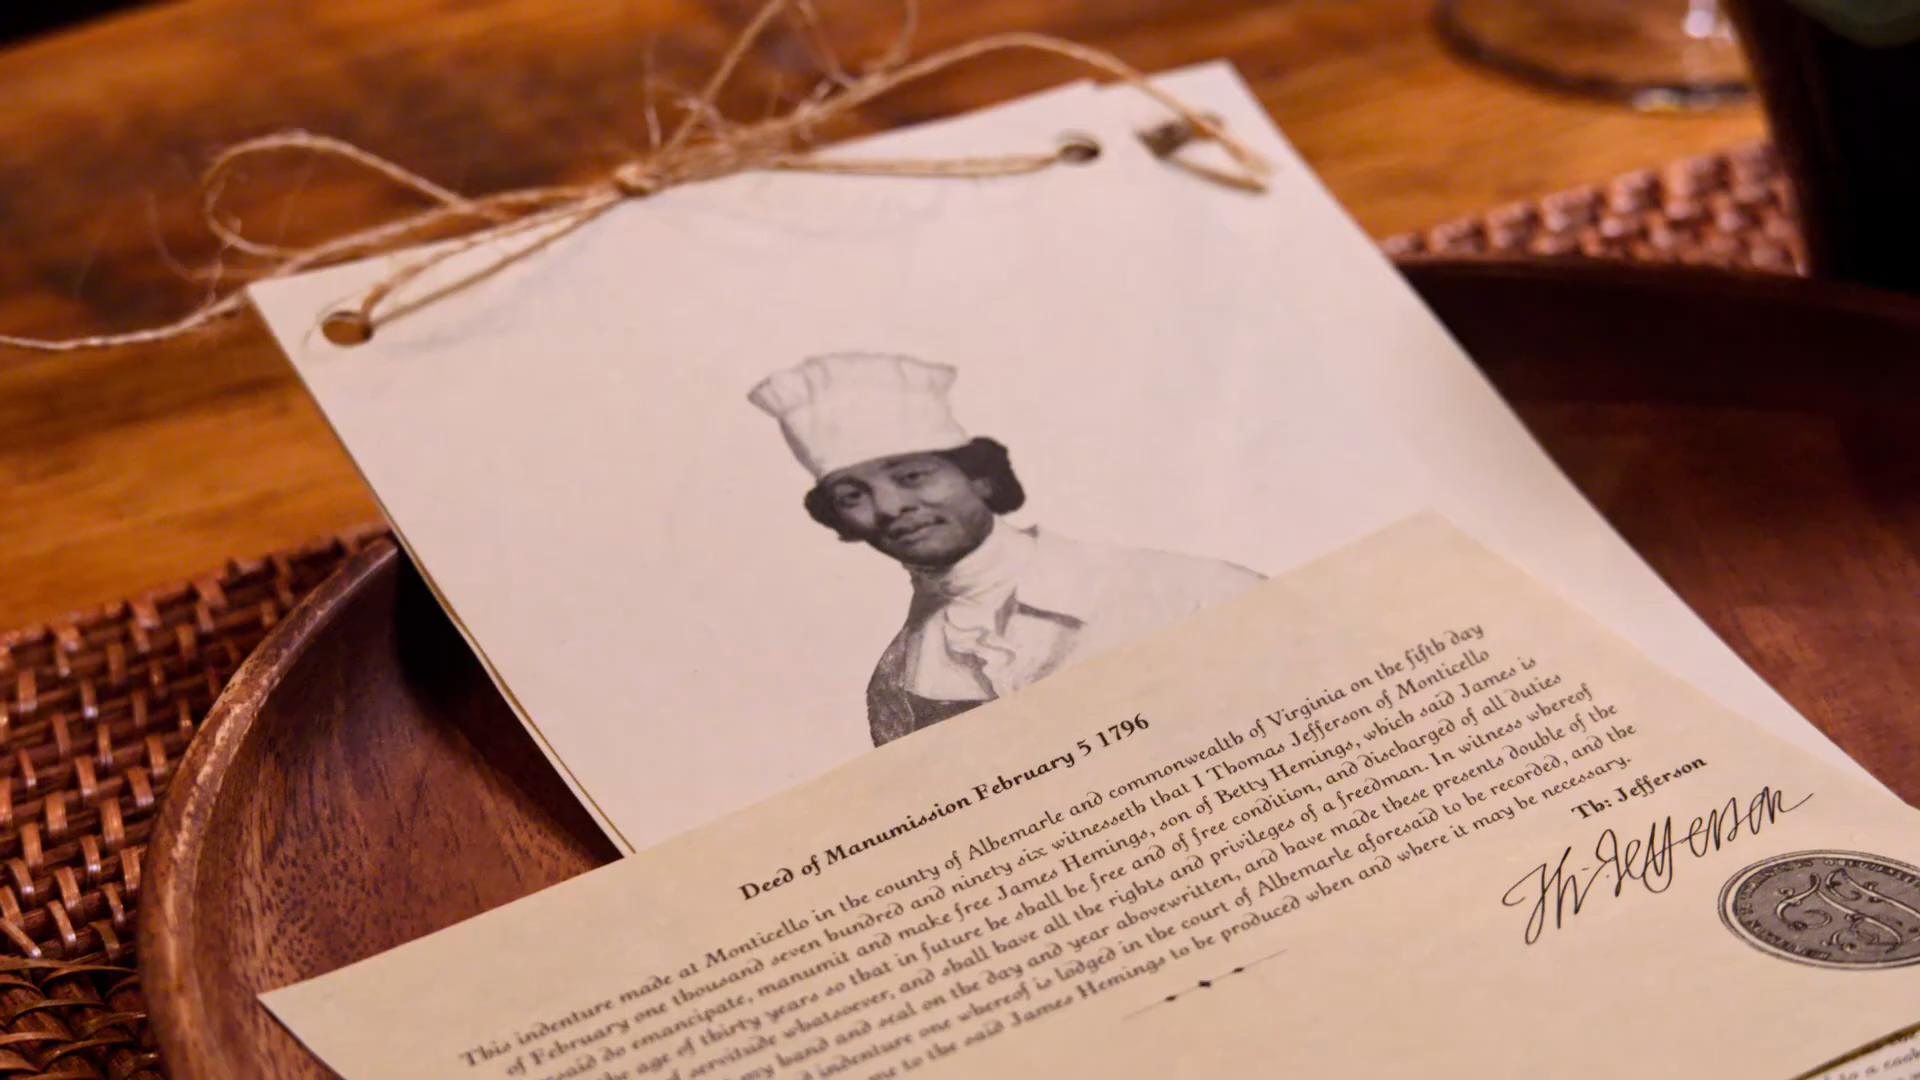 Deed of Manumission February 5 1796
This indenture made at Monticello in the county of Albemarle and commonwealth of Virginia on the fifth day
of February one thousand seven hundred and ninety six witnesseth that I Thomas Jefferson of Monticello
do emancipate, manumit and make free James Hemings, son of Betty Hemings, which said James is
age of thirty years so that in future he shall be free and of free condition, and discharged of all duties
servitude whatsoever, and shall have all the rights and privileges of a freedman. In witness whereof
my hand and seal on the day and year abovewritten, and have made these presents double of the
indenture one whereof is lodged in the court of Albemarle aforesaid to be recorded, and the
to the said James Hemings to be produced when and where it may be necessary.
Th: Jefferson
Th: Jefferson